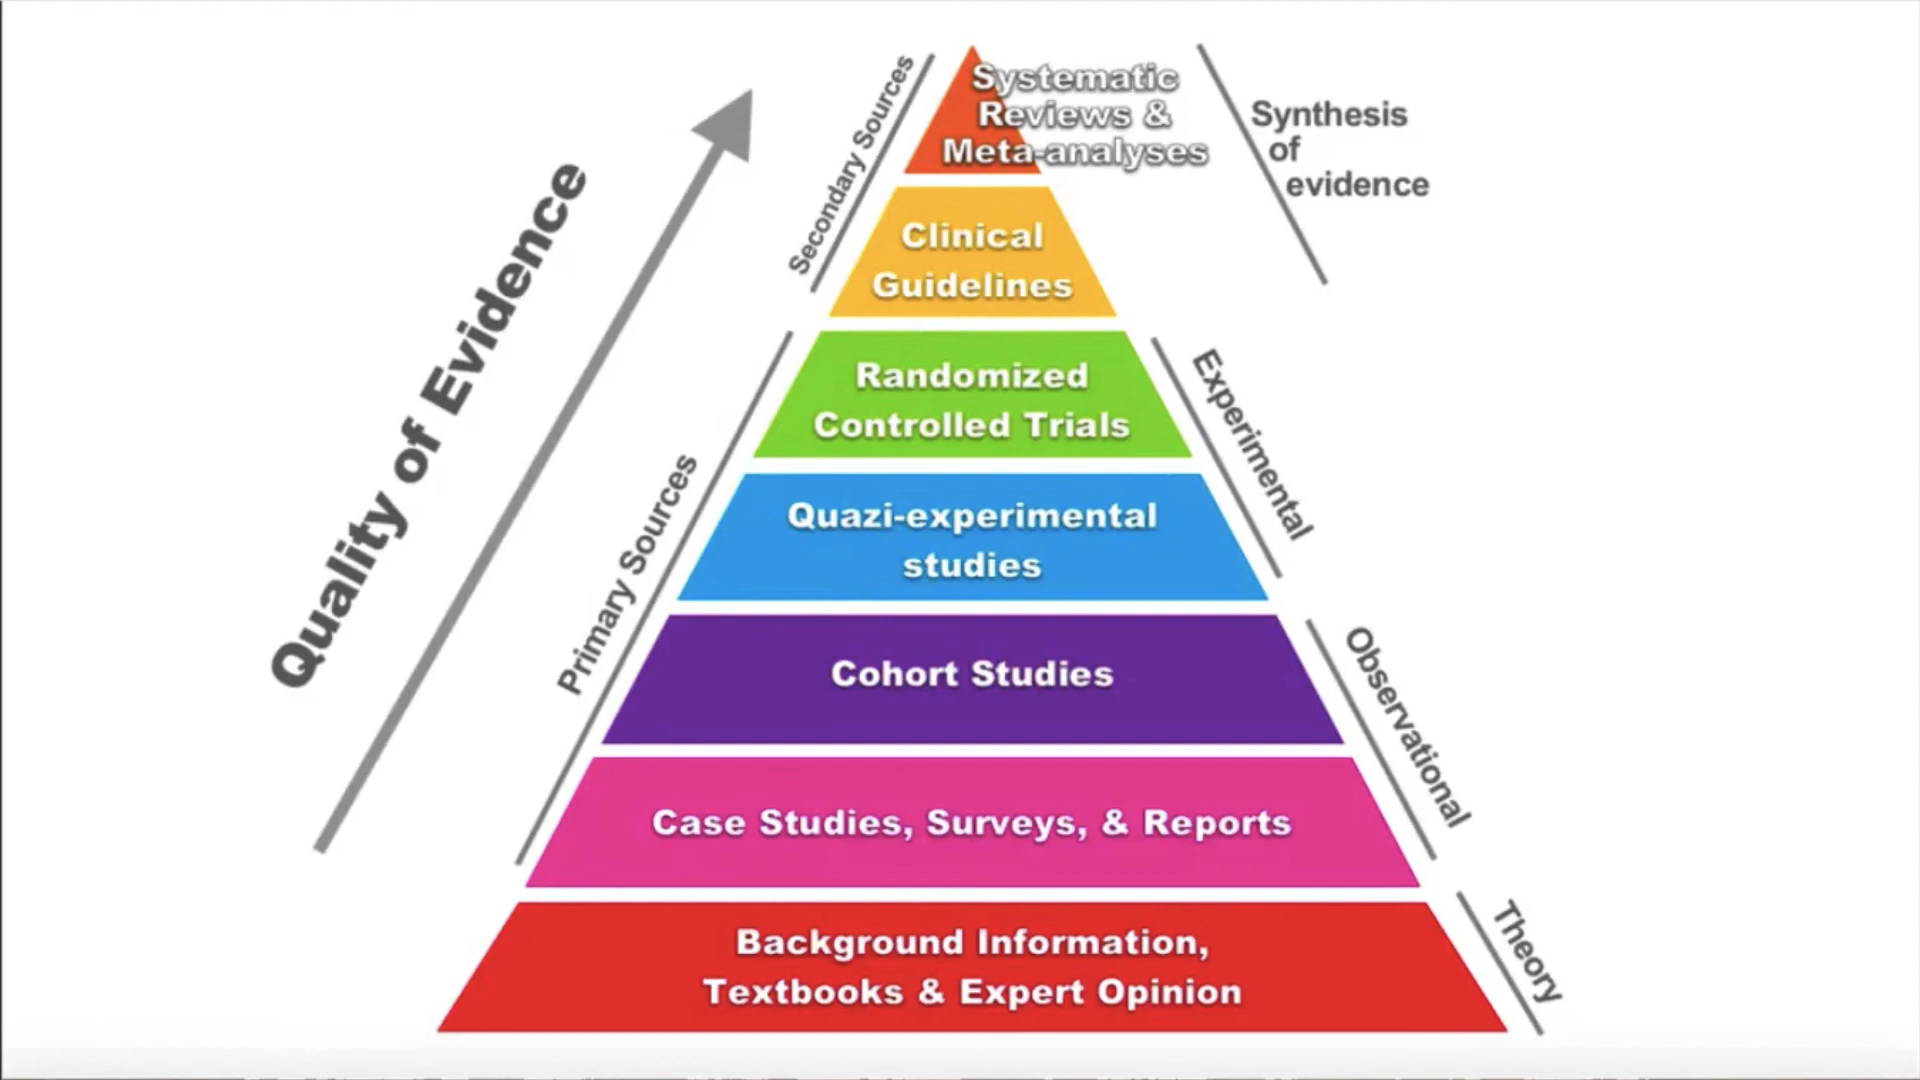 Quality of Evidence
Secondary Sources
Primary Sources
Systematic
Reviews &
Meta-analyses
Clinical
Guidelines
Randomized
Controlled Trials
Quazi-experimental
studies
Cohort Studies
Case Studies, Surveys, & Reports
Background Information,
Textbooks & Expert Opinion
Synthesis
of
evidence
Experimental
Observational
Theory